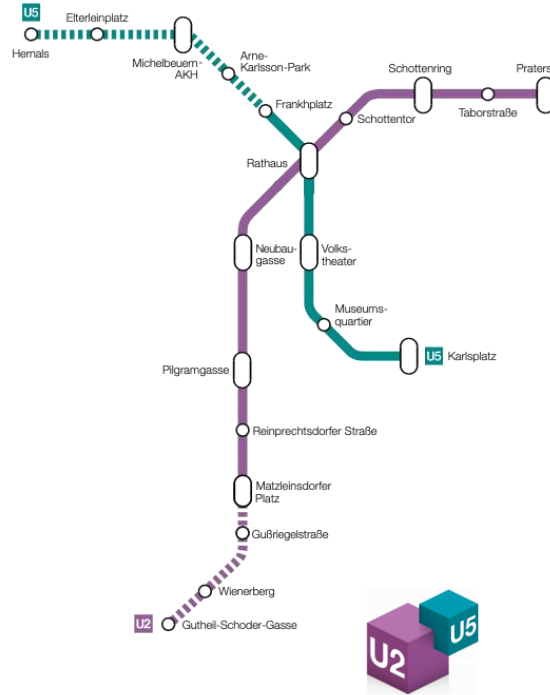 U5
Elterleinplatz
Hernals
Michelbeuern-
AKH
Arne-
Karlsson-Park
Frankhplatz
Schottenring
Praters
Taborstraße
Schottentor
Rathaus
Neubau-
gasse
Volks-
theater
Museums-
quartier
U5 Karlsplatz
Pilgramgasse
Reinprechtsdorfer Straße
Matzleinsdorfer
Platz
Gußriegelstraße
Wienerberg
U2 Gutheil-Schoder-Gasse
U2
U5